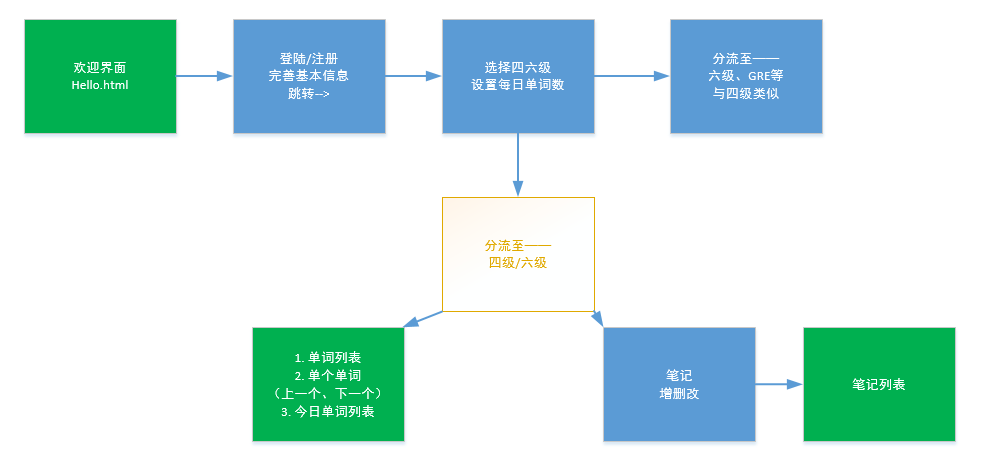 欢迎界面
Hello.html
登陆/注册
完善基本信息
跳转-->
选择四六级
设置每日单词数
分流至——
六级、GRE等
与四级类似
分流至——
四级/六级
1. 单词列表
2. 单个单词
（上一个、下一个）
3. 今日单词列表
笔记
增删改
笔记列表